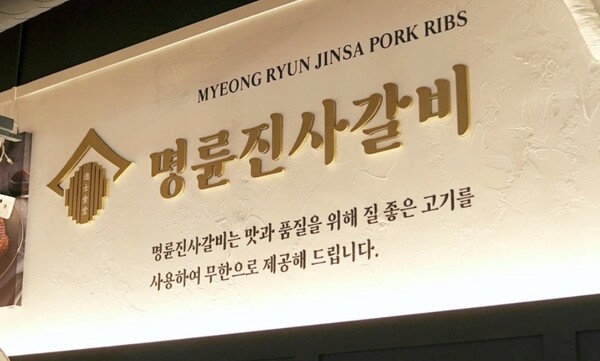 MYEONG RYUN JINSA PORK RIBS
명륜진사갈비
명륜진사갈비는 맛과 품질을 위해 질 좋은 고기를
사용하여 무한으로 제공해 드립니다.